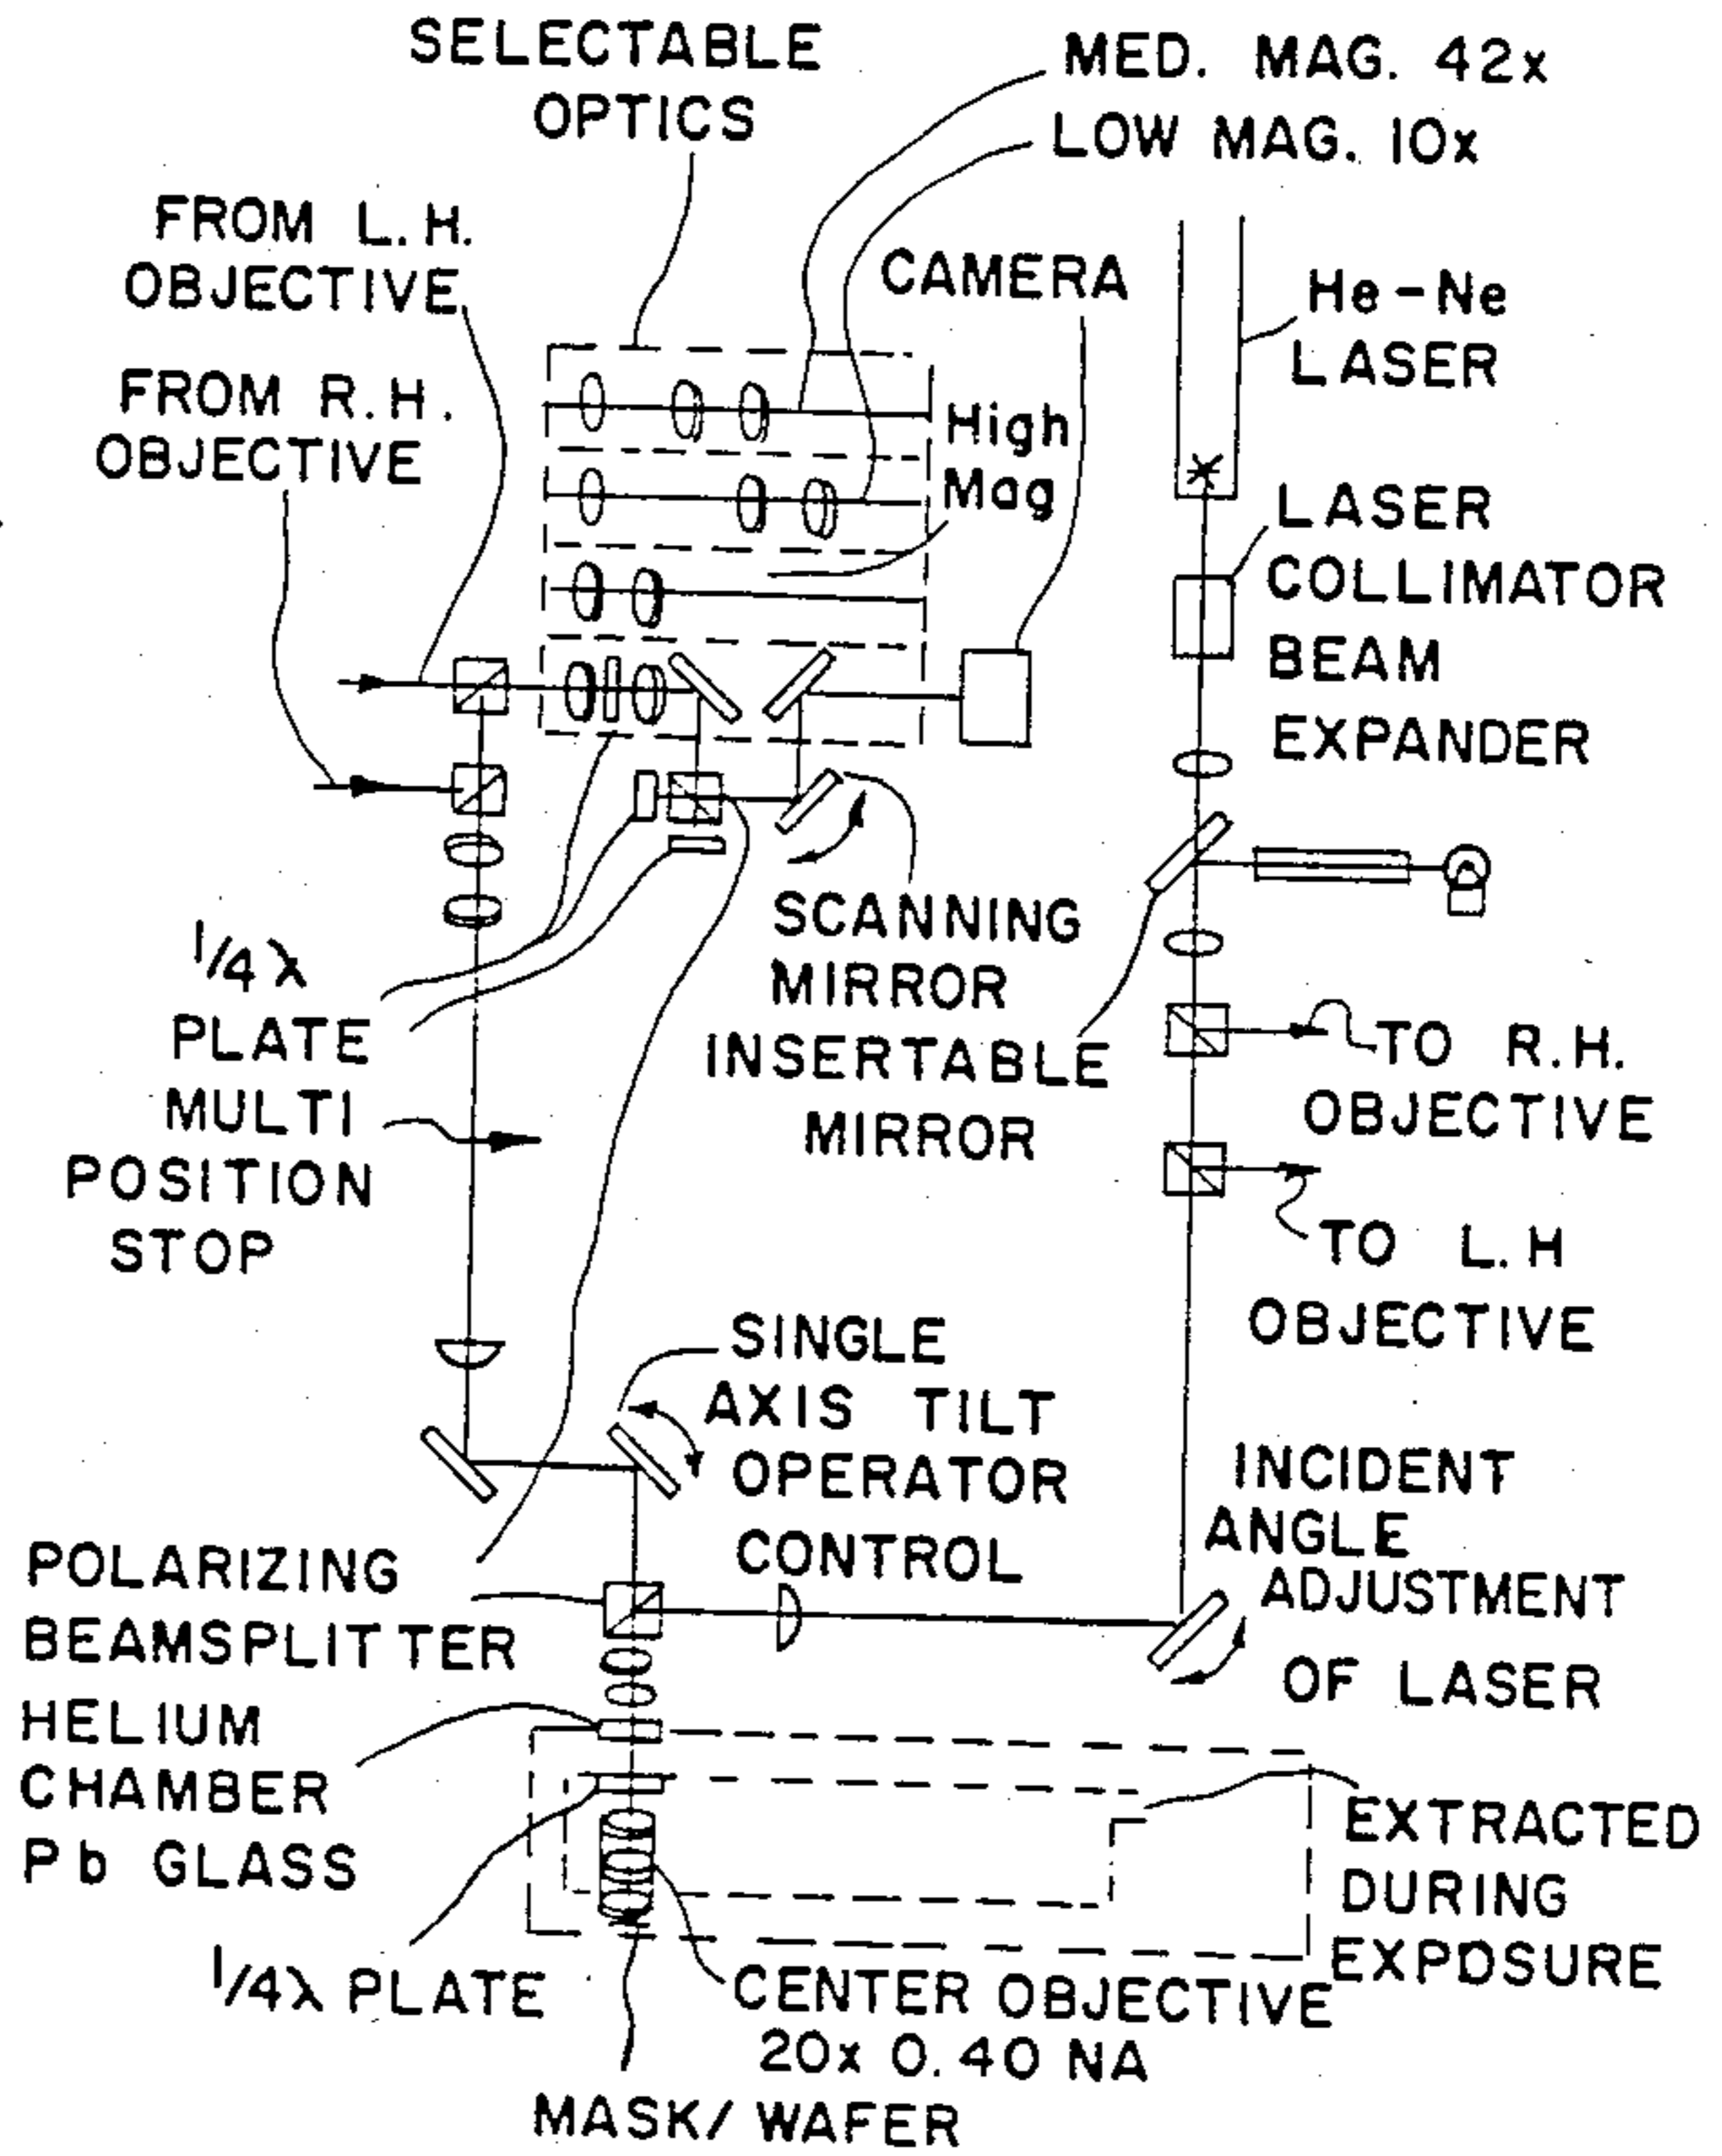 SELECTABLE
OPTICS
MED. MAG. 42x
LOW MAG. 10x
FROM L.H.
OBJECTIVE
CAMERA
He-Ne
LASER
FROM R.H.
OBJECTIVE
High
Mag
LASER
COLLIMATOR
BEAM
EXPANDER
1/4 λ
PLATE
SCANNING
MIRROR
INSERTABLE
MIRROR
TO R.H.
OBJECTIVE
MULTI
POSITION
STOP
TO L.H
OBJECTIVE
SINGLE
AXIS TILT
OPERATOR
CONTROL
INCIDENT
ANGLE
ADJUSTMENT
OF LASER
POLARIZING
BEAMSPLITTER
HELIUM
CHAMBER
Pb GLASS
EXTRACTED
DURING
EXPOSURE
1/4λ PLATE
CENTER OBJECTIVE
20x 0.40 NA
MASK/ WAFER